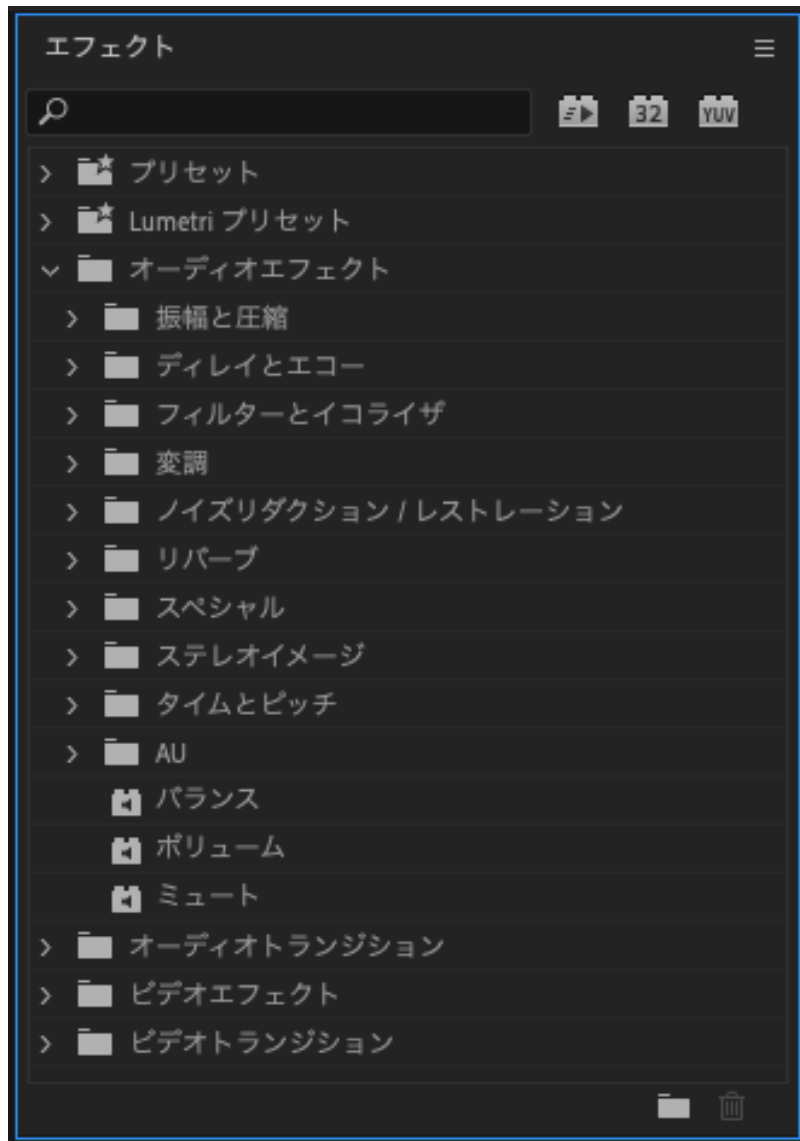 エフェクト
32
YUV
プリセット
Lumetri プリセット
オーディオエフェクト
振幅と圧縮
ディレイとエコー
フィルターとイコライザ
変調
ノイズリダクション / レストレーション
リバーブ
スペシャル
ステレオイメージ
タイムとピッチ
AU
バランス
ボリューム
ミュート
オーディオトランジション
ビデオエフェクト
ビデオトランジション